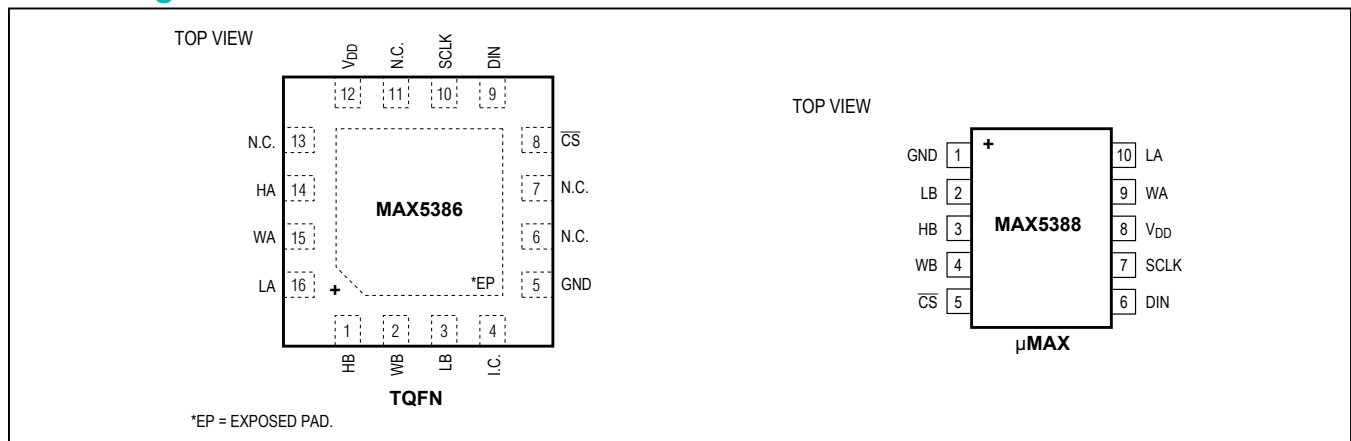 TOP VIEW
VDD
N.C.
SCLK
DIN
12
11
10
9
N.C. 13
8 CS
HA 14
7 N.C.
MAX5386
WA 15
6 N.C.
LA 16
+
*EP
5 GND
1
2
3
4
HB
WB
LB
I.C.
TQFN
*EP = EXPOSED PAD.
TOP VIEW
+
GND 1
10 LA
LB 2
9 WA
HB 3
MAX5388
8 VDD
WB 4
7 SCLK
CS 5
6 DIN
µMAX